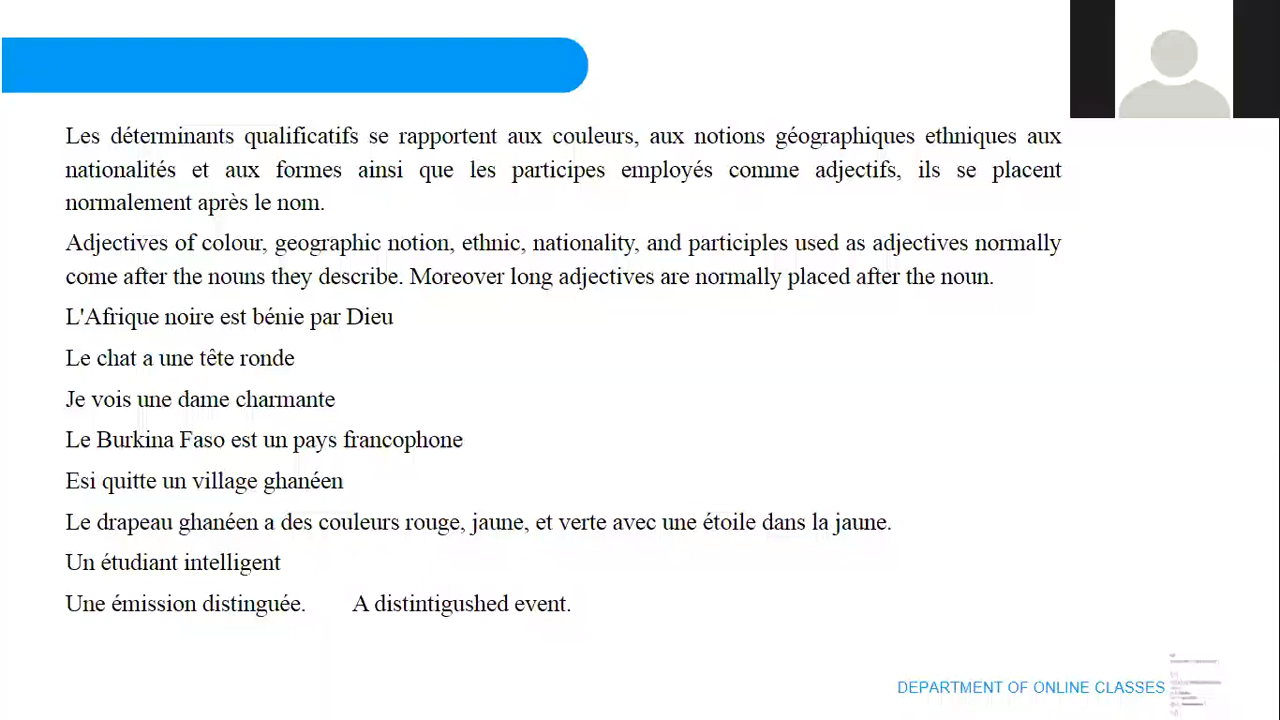 Les déterminants qualificatifs se rapportent aux couleurs, aux notions géographiques ethniques aux
nationalités et aux formes ainsi que les participes employés comme adjectifs, ils se placent
normalement après le nom.
Adjectives of colour, geographic notion, ethnic, nationality, and participles used as adjectives normally
come after the nouns they describe. Moreover long adjectives are normally placed after the noun.
L'Afrique noire est bénie par Dieu
Le chat a une tête ronde
Je vois une dame charmante
Le Burkina Faso est un pays francophone
Esi quitte un village ghanéen
Le drapeau ghanéen a des couleurs rouge, jaune, et verte avec une étoile dans la jaune.
Un étudiant intelligent
Une émission distinguée. A distintigushed event.
DEPARTMENT OF ONLINE CLASSES